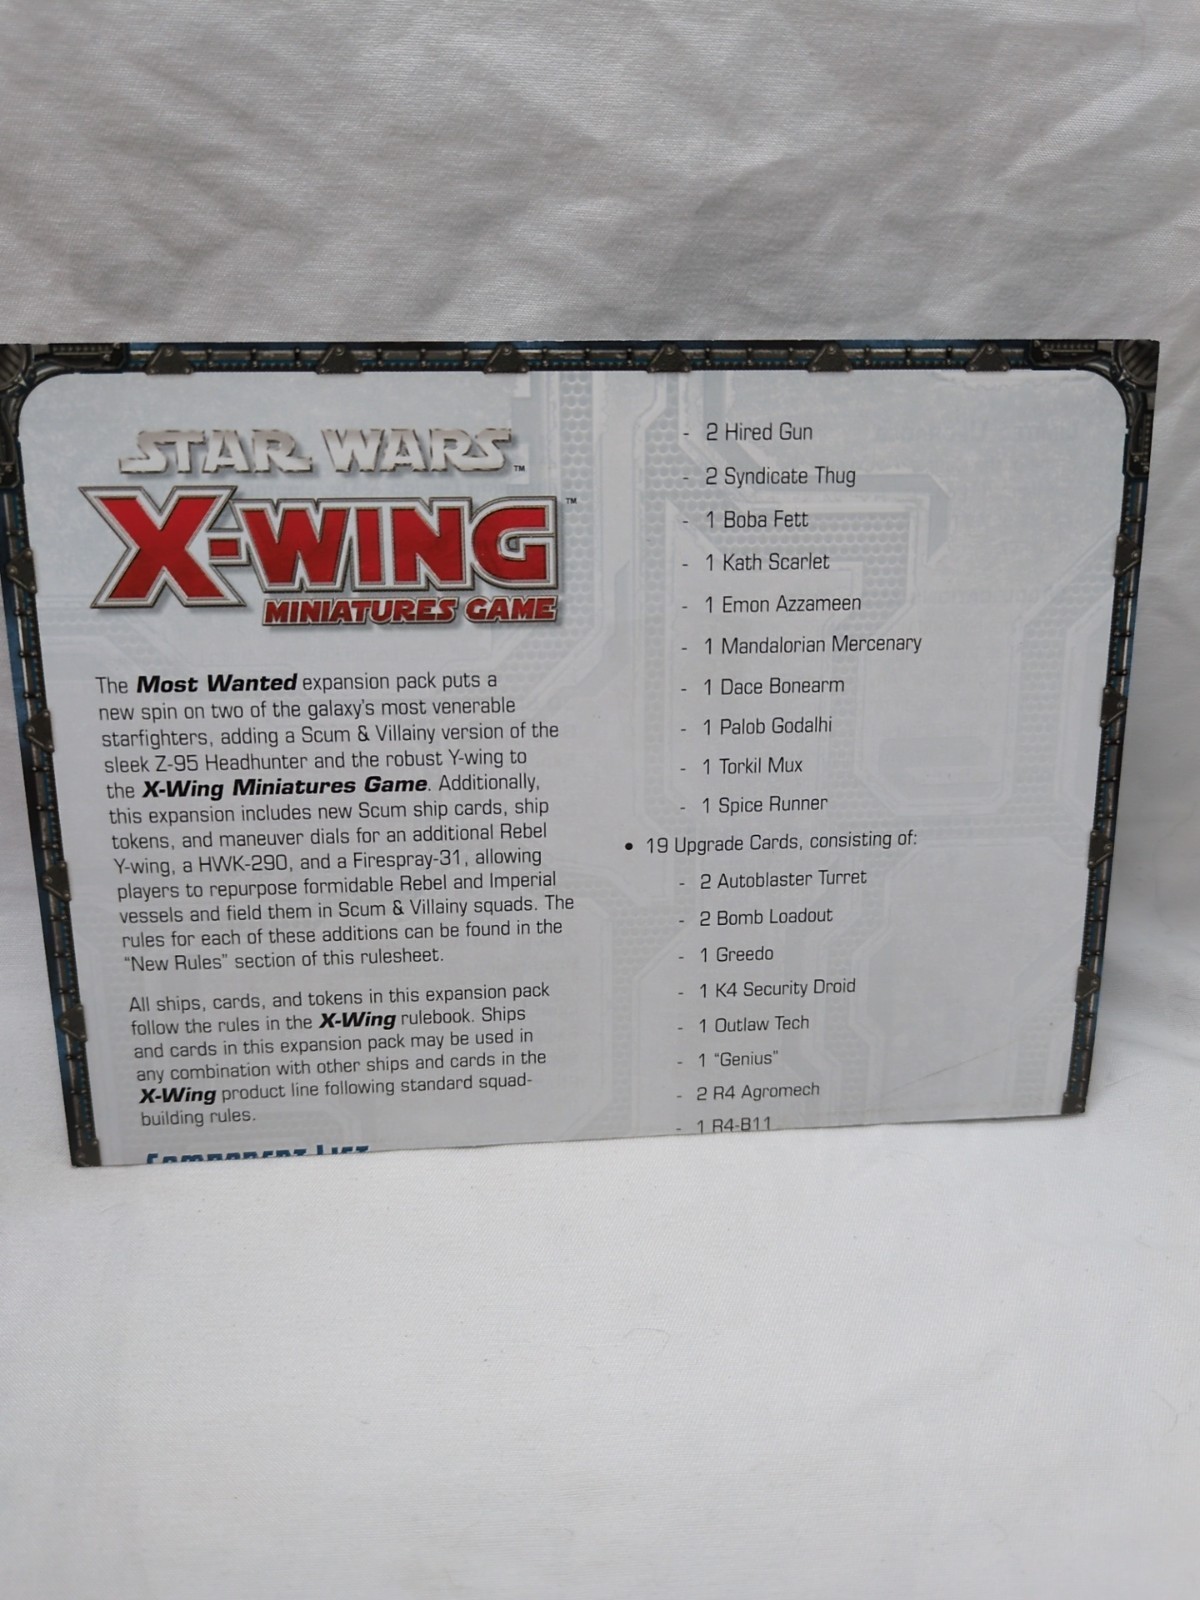 STAR WARS™
X-WING™
MINIATURES GAME
The Most Wanted expansion pack puts a
new spin on two of the galaxy's most venerable
starfighters, adding a Scum & Villainy version of the
sleek Z-95 Headhunter and the robust Y-wing to
the X-Wing Miniatures Game. Additionally,
this expansion includes new Scum ship cards, ship
tokens, and maneuver dials for an additional Rebel
Y-wing, a HWK-290, and a Firespray-31, allowing
players to repurpose formidable Rebel and Imperial
vessels and field them in Scum & Villainy squads. The
rules for each of these additions can be found in the
"New Rules" section of this rulesheet.
All ships, cards, and tokens in this expansion pack
follow the rules in the X-Wing rulebook. Ships
and cards in this expansion pack may be used in
any combination with other ships and cards in the
X-Wing product line following standard squad-
building rules.
Component List
- 2 Hired Gun
- 2 Syndicate Thug
- 1 Boba Fett
- 1 Kath Scarlet
- 1 Emon Azzameen
- 1 Mandalorian Mercenary
- 1 Dace Bonearm
- 1 Palob Godalhi
- 1 Torkil Mux
- 1 Spice Runner
• 19 Upgrade Cards, consisting of:
- 2 Autoblaster Turret
- 2 Bomb Loadout
- 1 Greedo
- 1 K4 Security Droid
- 1 Outlaw Tech
- 1 "Genius"
- 2 R4 Agromech
- 1 R4-B11